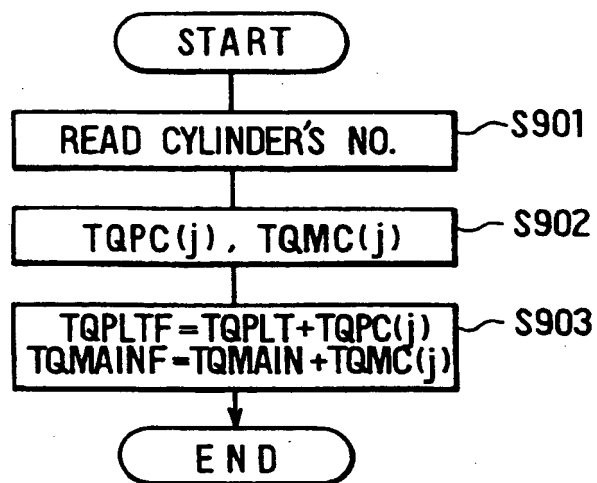 START
READ CYLINDER'S NO.
S901
TQPC(j), TQMC(j)
S902
TQPLTF=TQPLT+TQPC(j)
TQMAINF=TQMAIN+TQMC(j)
S903
END